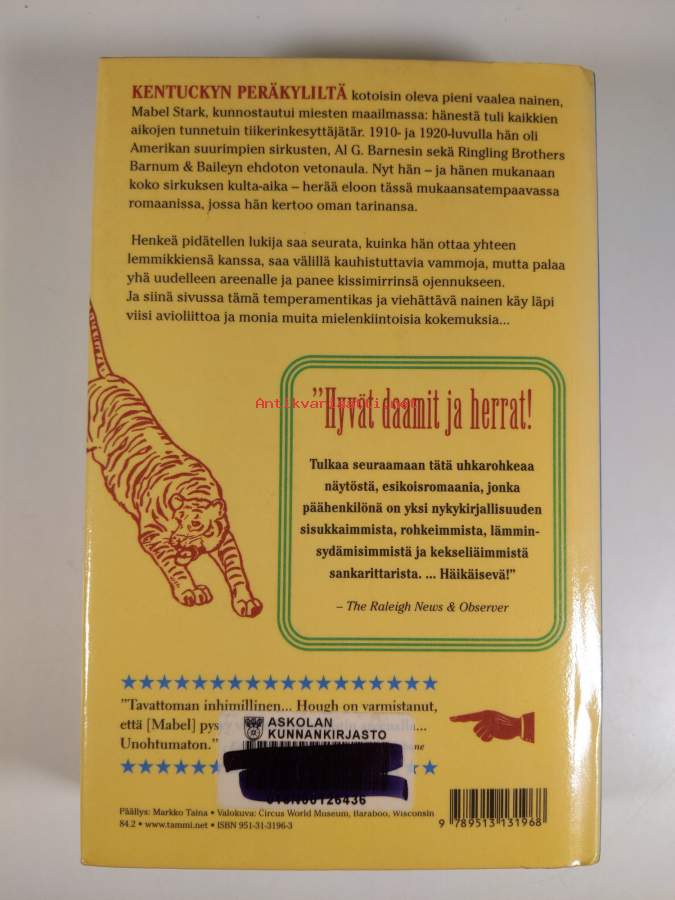 KENTUCKYN PERÄKYLILTÄ kotoisin oleva pieni vaalea nainen,
Mabel Stark, kunnostautui miesten maailmassa: hänestä tuli kaikkien
aikojen tunnetuin tiikerinkesyttäjätär. 1910- ja 1920-luvulla hän oli
Amerikan suurimpien sirkusten, Al G. Barnesin sekä Ringling Brothers
Barnum & Baileyn ehdoton vetonaula. Nyt hän – ja hänen mukanaan
koko sirkuksen kulta-aika – herää eloon tässä mukaansatempaavassa
romaanissa, jossa hän kertoo oman tarinansa.
Henkeä pidätellen lukija saa seurata, kuinka hän ottaa yhteen
lemmikkiensä kanssa, saa välillä kauhistuttavia vammoja, mutta palaa
yhä uudelleen areenalle ja panee kissimirrinsä ojennukseen.
Ja siinä sivussa tämä temperamentikas ja viehättävä nainen käy läpi
viisi avioliittoa ja monia muita mielenkiintoisia kokemuksia...
"Hyvät daamit ja herrat!
Antikvariaatti.net
Tulkaa seuraamaan tätä uhkarohkeaa
näytöstä, esikoisromaania, jonka
päähenkilönä on yksi nykykirjallisuuden
sisukkaimmista, rohkeimmista, lämmin-
sydämisimmistä ja kekseliäimmistä
sankarittarista. ... Häikäisevä!"
– The Raleigh News & Observer
"Tavattoman inhimillinen... Hough on varmistanut,
että [Mabel] pys
Unohtumaton."
ASKOLAN
KUNNANKIRJASTO
Päällys: Markko Taina • Valokuva: Circus World Museum, Baraboo, Wisconsin
84.2 • www.tammi.net • ISBN 951-31-3196-3
9 789513 131968